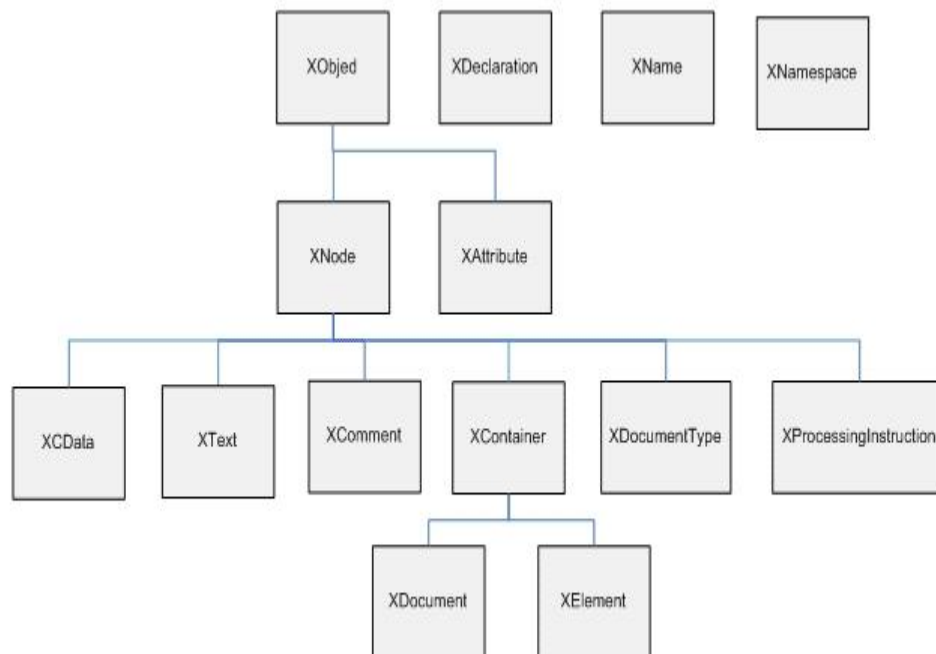 XObjed
XDeclaration
XName
XNamespace
XNode
XAttribute
XCData
XText
XComment
XContainer
XDocumentType
XProcessingInstruction
XDocument
XElement